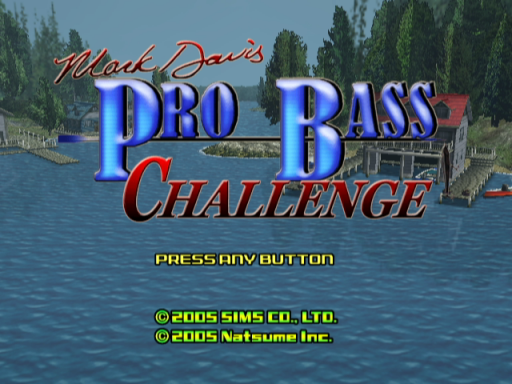 Mark Davis
PRO BASS
CHALLENGE
PRESS ANY BUTTON
© 2005 SIMS CO., LTD.
© 2005 Natsume Inc.